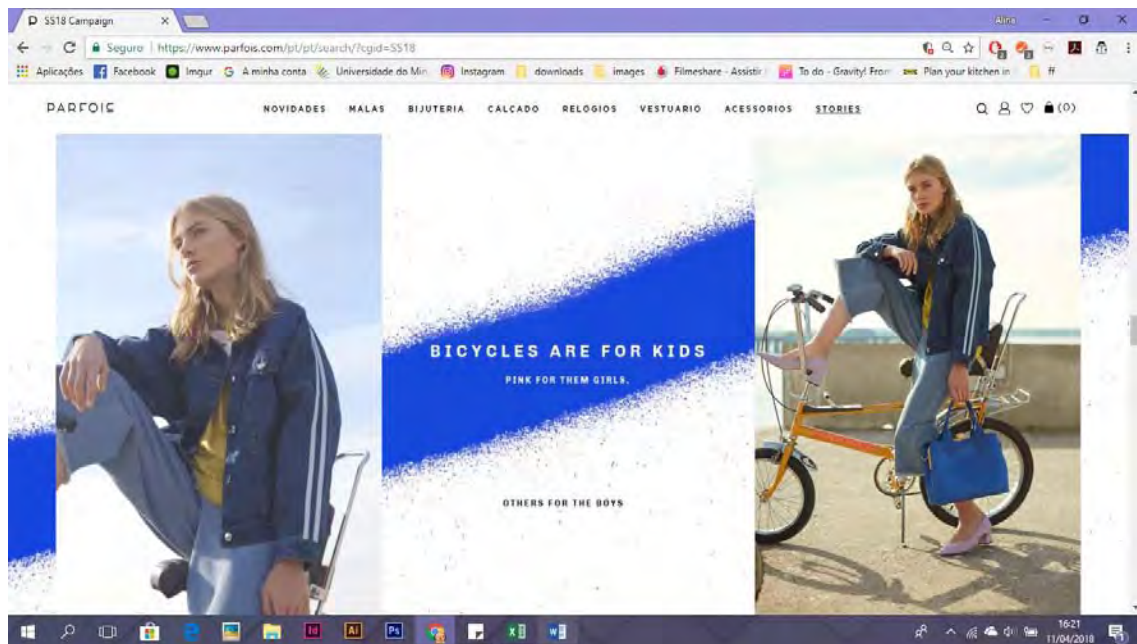 SS18 Campaign
Alina
Seguro | https://www.parfois.com/pt/pt/search/?cgid=SS18
Aplicações Facebook Imgur A minha conta Universidade do Min Instagram downloads images Filmeshare - Assistir To do - Gravity! From Plan your kitchen in ff
PARFOIS NOVIDADES MALAS BIJUTERIA CALÇADO RELOGIOS VESTUARIO ACESSORIOS STORIES (0)
BICYCLES ARE FOR KIDS
PINK FOR THEM GIRLS.
OTHERS FOR THE BOYS
16:21
11/04/2018